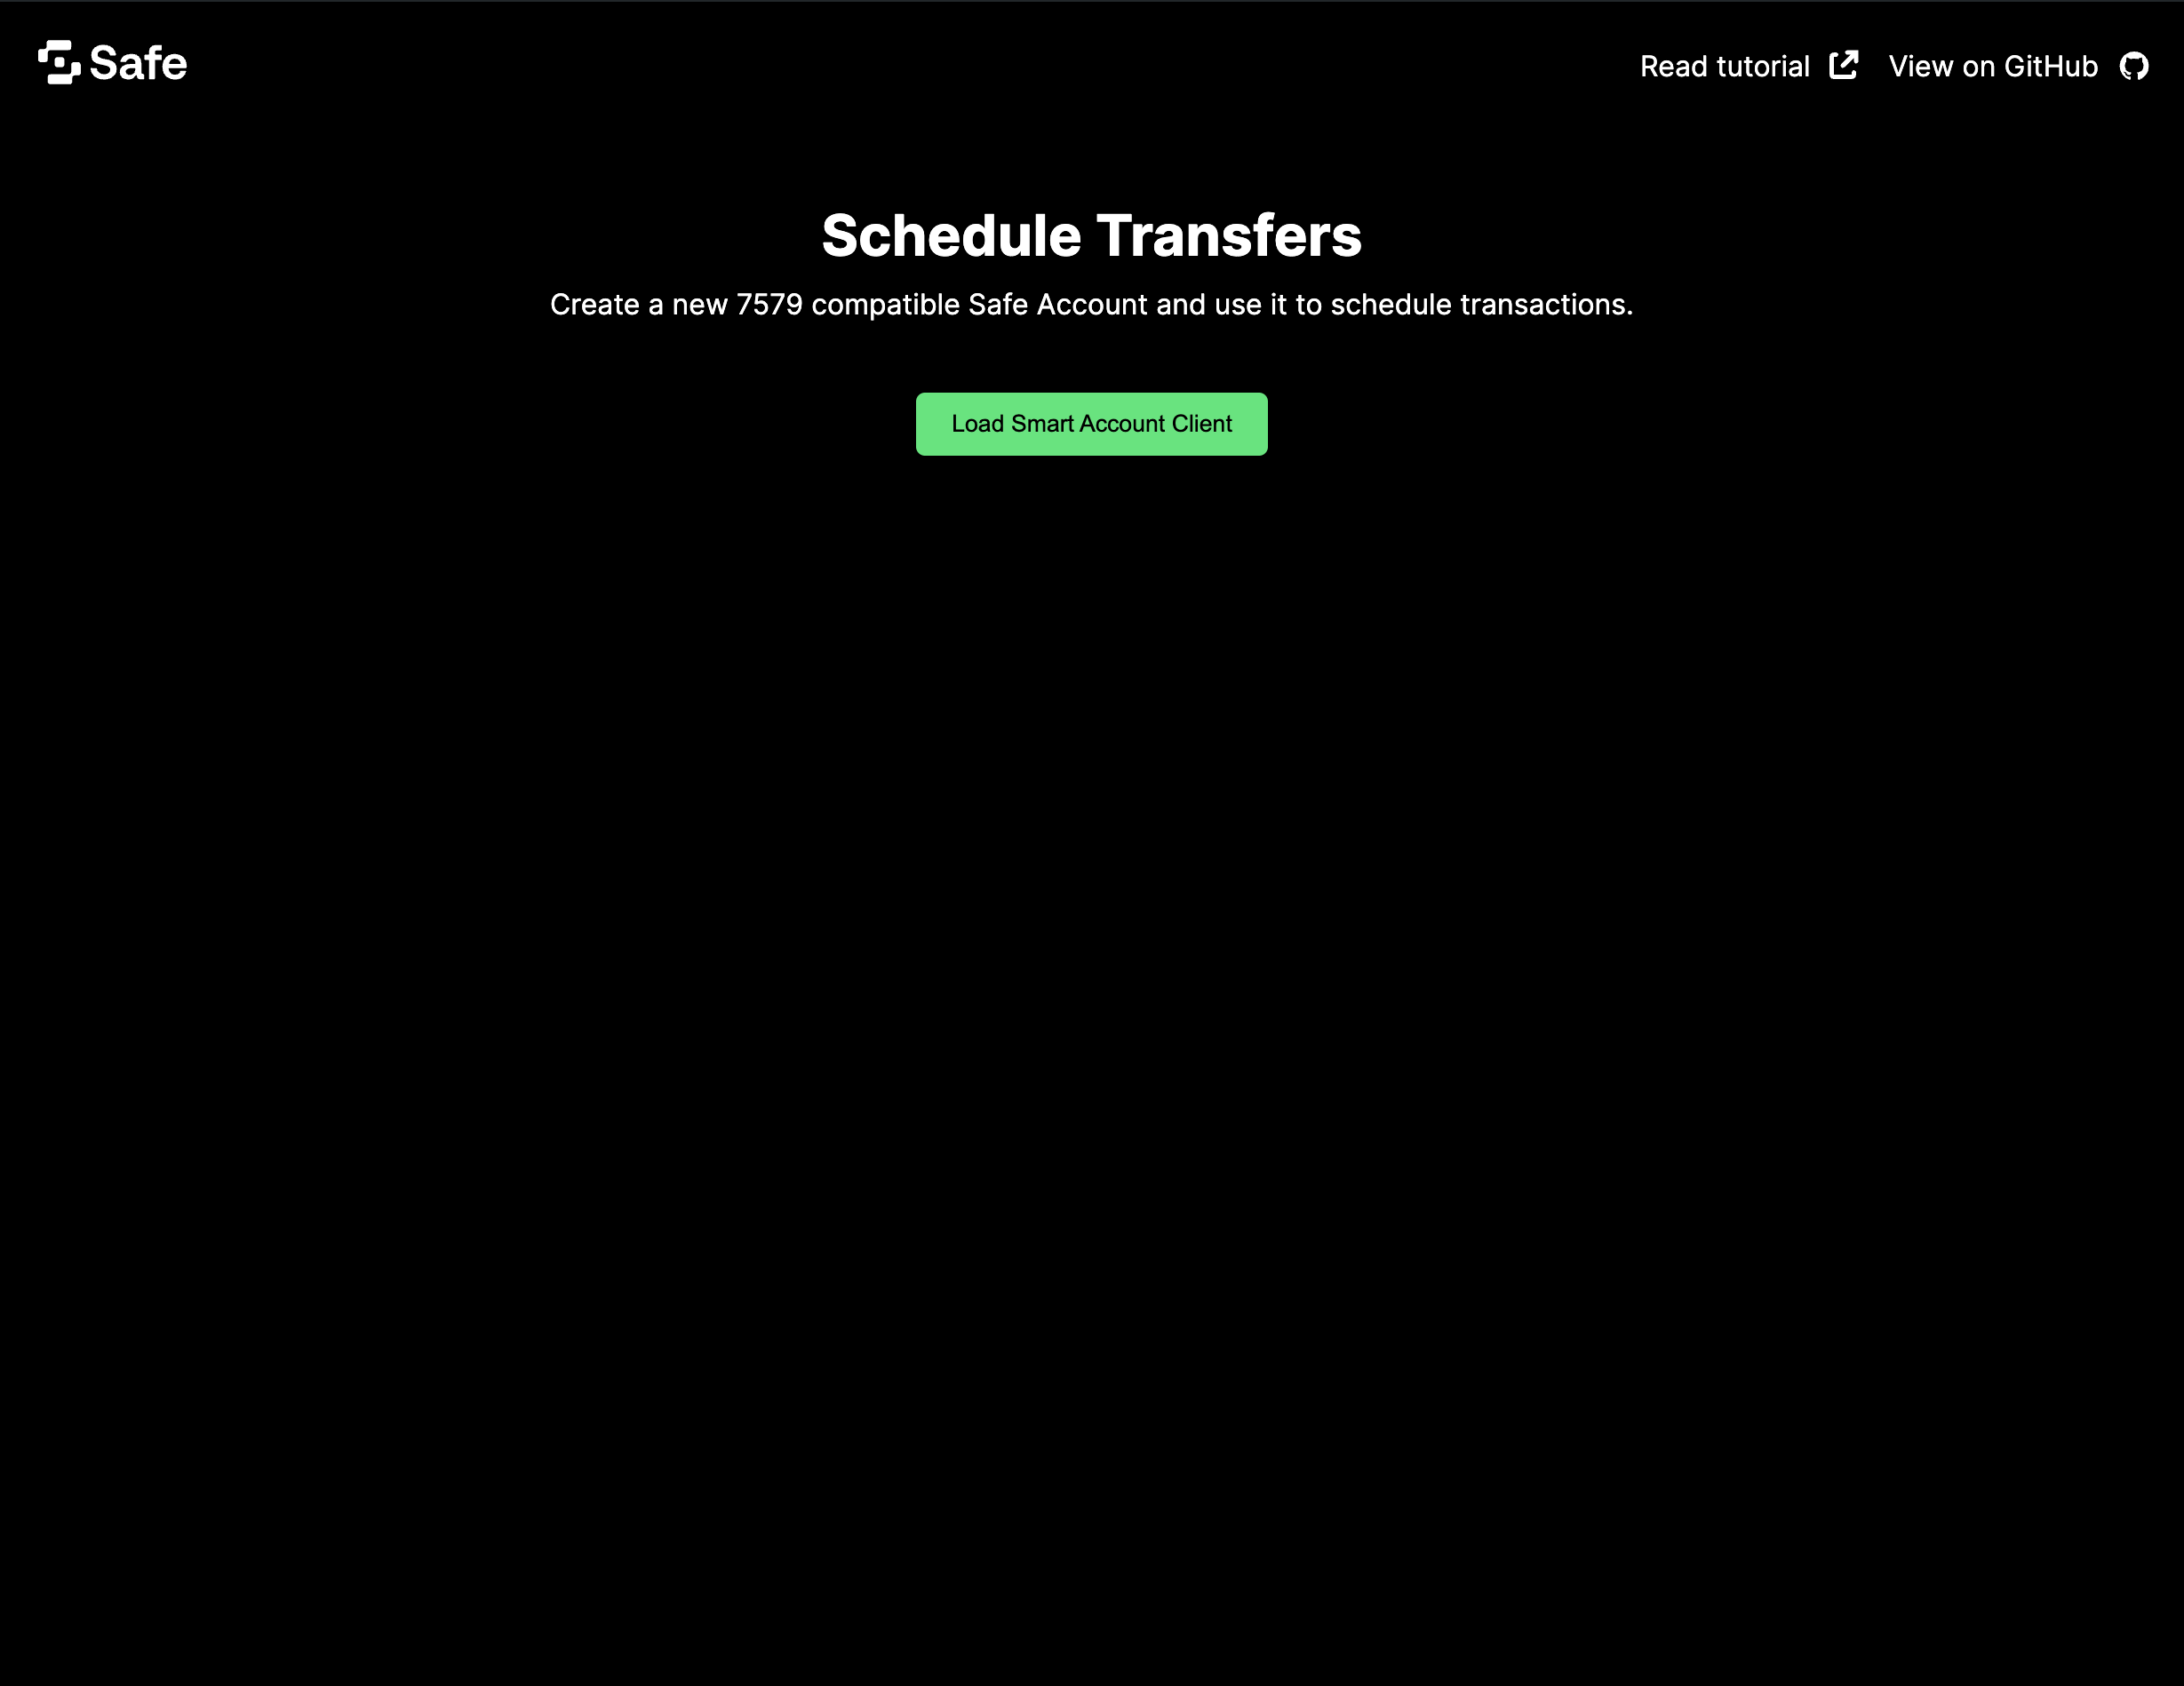 Safe
Read tutorial
View on GitHub
Schedule Transfers
Create a new 7579 compatible Safe Account and use it to schedule transactions.
Load Smart Account Client